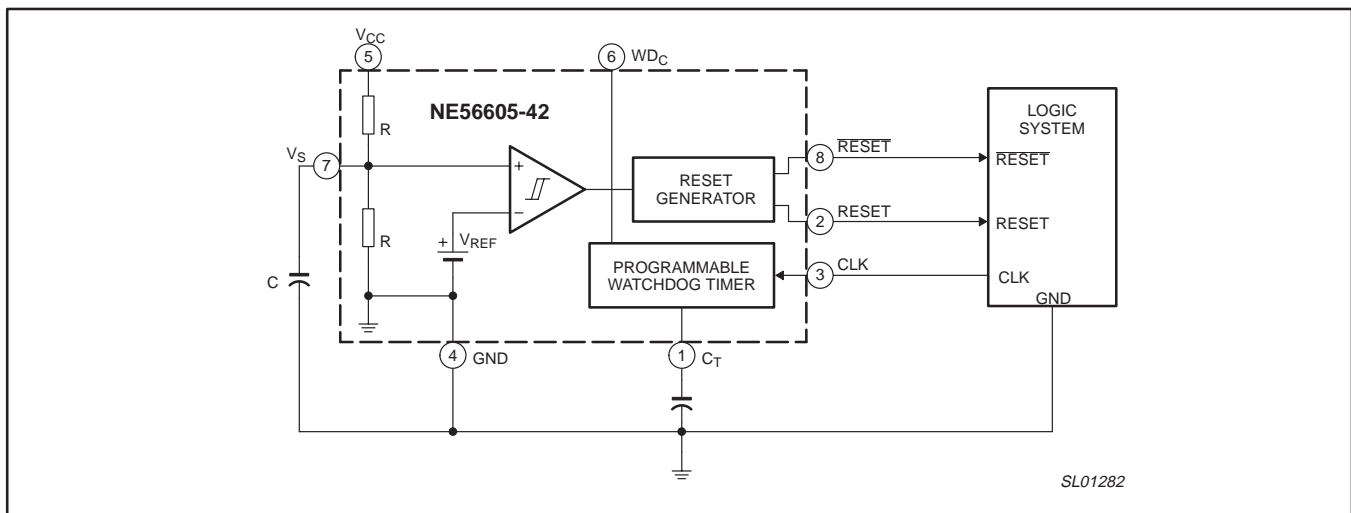 VCC
5
6
WDC
NE56605-42
R
VS
7
+
−
R
+
VREF
C
RESET
GENERATOR
PROGRAMMABLE
WATCHDOG TIMER
8
RESET
2
RESET
3
CLK
4
GND
1
CT
LOGIC
SYSTEM
RESET
RESET
CLK
GND
SL01282